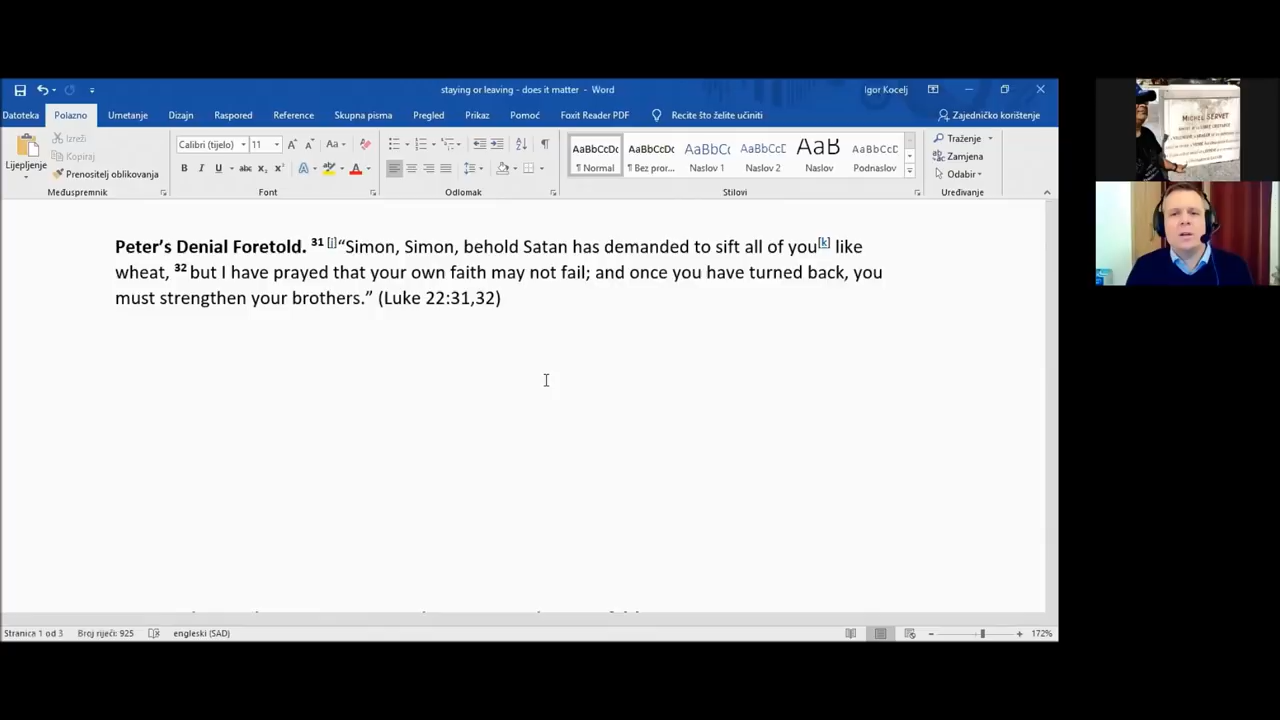 staying or leaving - does it matter - Word
Igor Kocelj
Datoteka Polazno Umetanje Dizajn Raspored Reference Skupna pisma Pregled Prikaz Pomoć Foxit Reader PDF Recite što želite učiniti Zajedničko korištenje
Lijepljenje
Izreži
Kopiraj
Prenositelj oblikovanja
Međuspremnik
Calibri (tijelo) 11
Font
Odlomak
AaBbCcDc AaBbCcDc AaBbC( AaBbCcE AaB AaBbCcE
¶ Normal ¶ Bez pror... Naslov 1 Naslov 2 Naslov Podnaslov
Stilovi
Traženje
Zamjena
Odabir
Uređivanje
Peter’s Denial Foretold. 31 [j]“Simon, Simon, behold Satan has demanded to sift all of you[k] like
wheat, 32 but I have prayed that your own faith may not fail; and once you have turned back, you
must strengthen your brothers.” (Luke 22:31,32)
Stranica 1 od 3 Broj riječi: 925 engleski (SAD) 172%
MICHEL SERVET